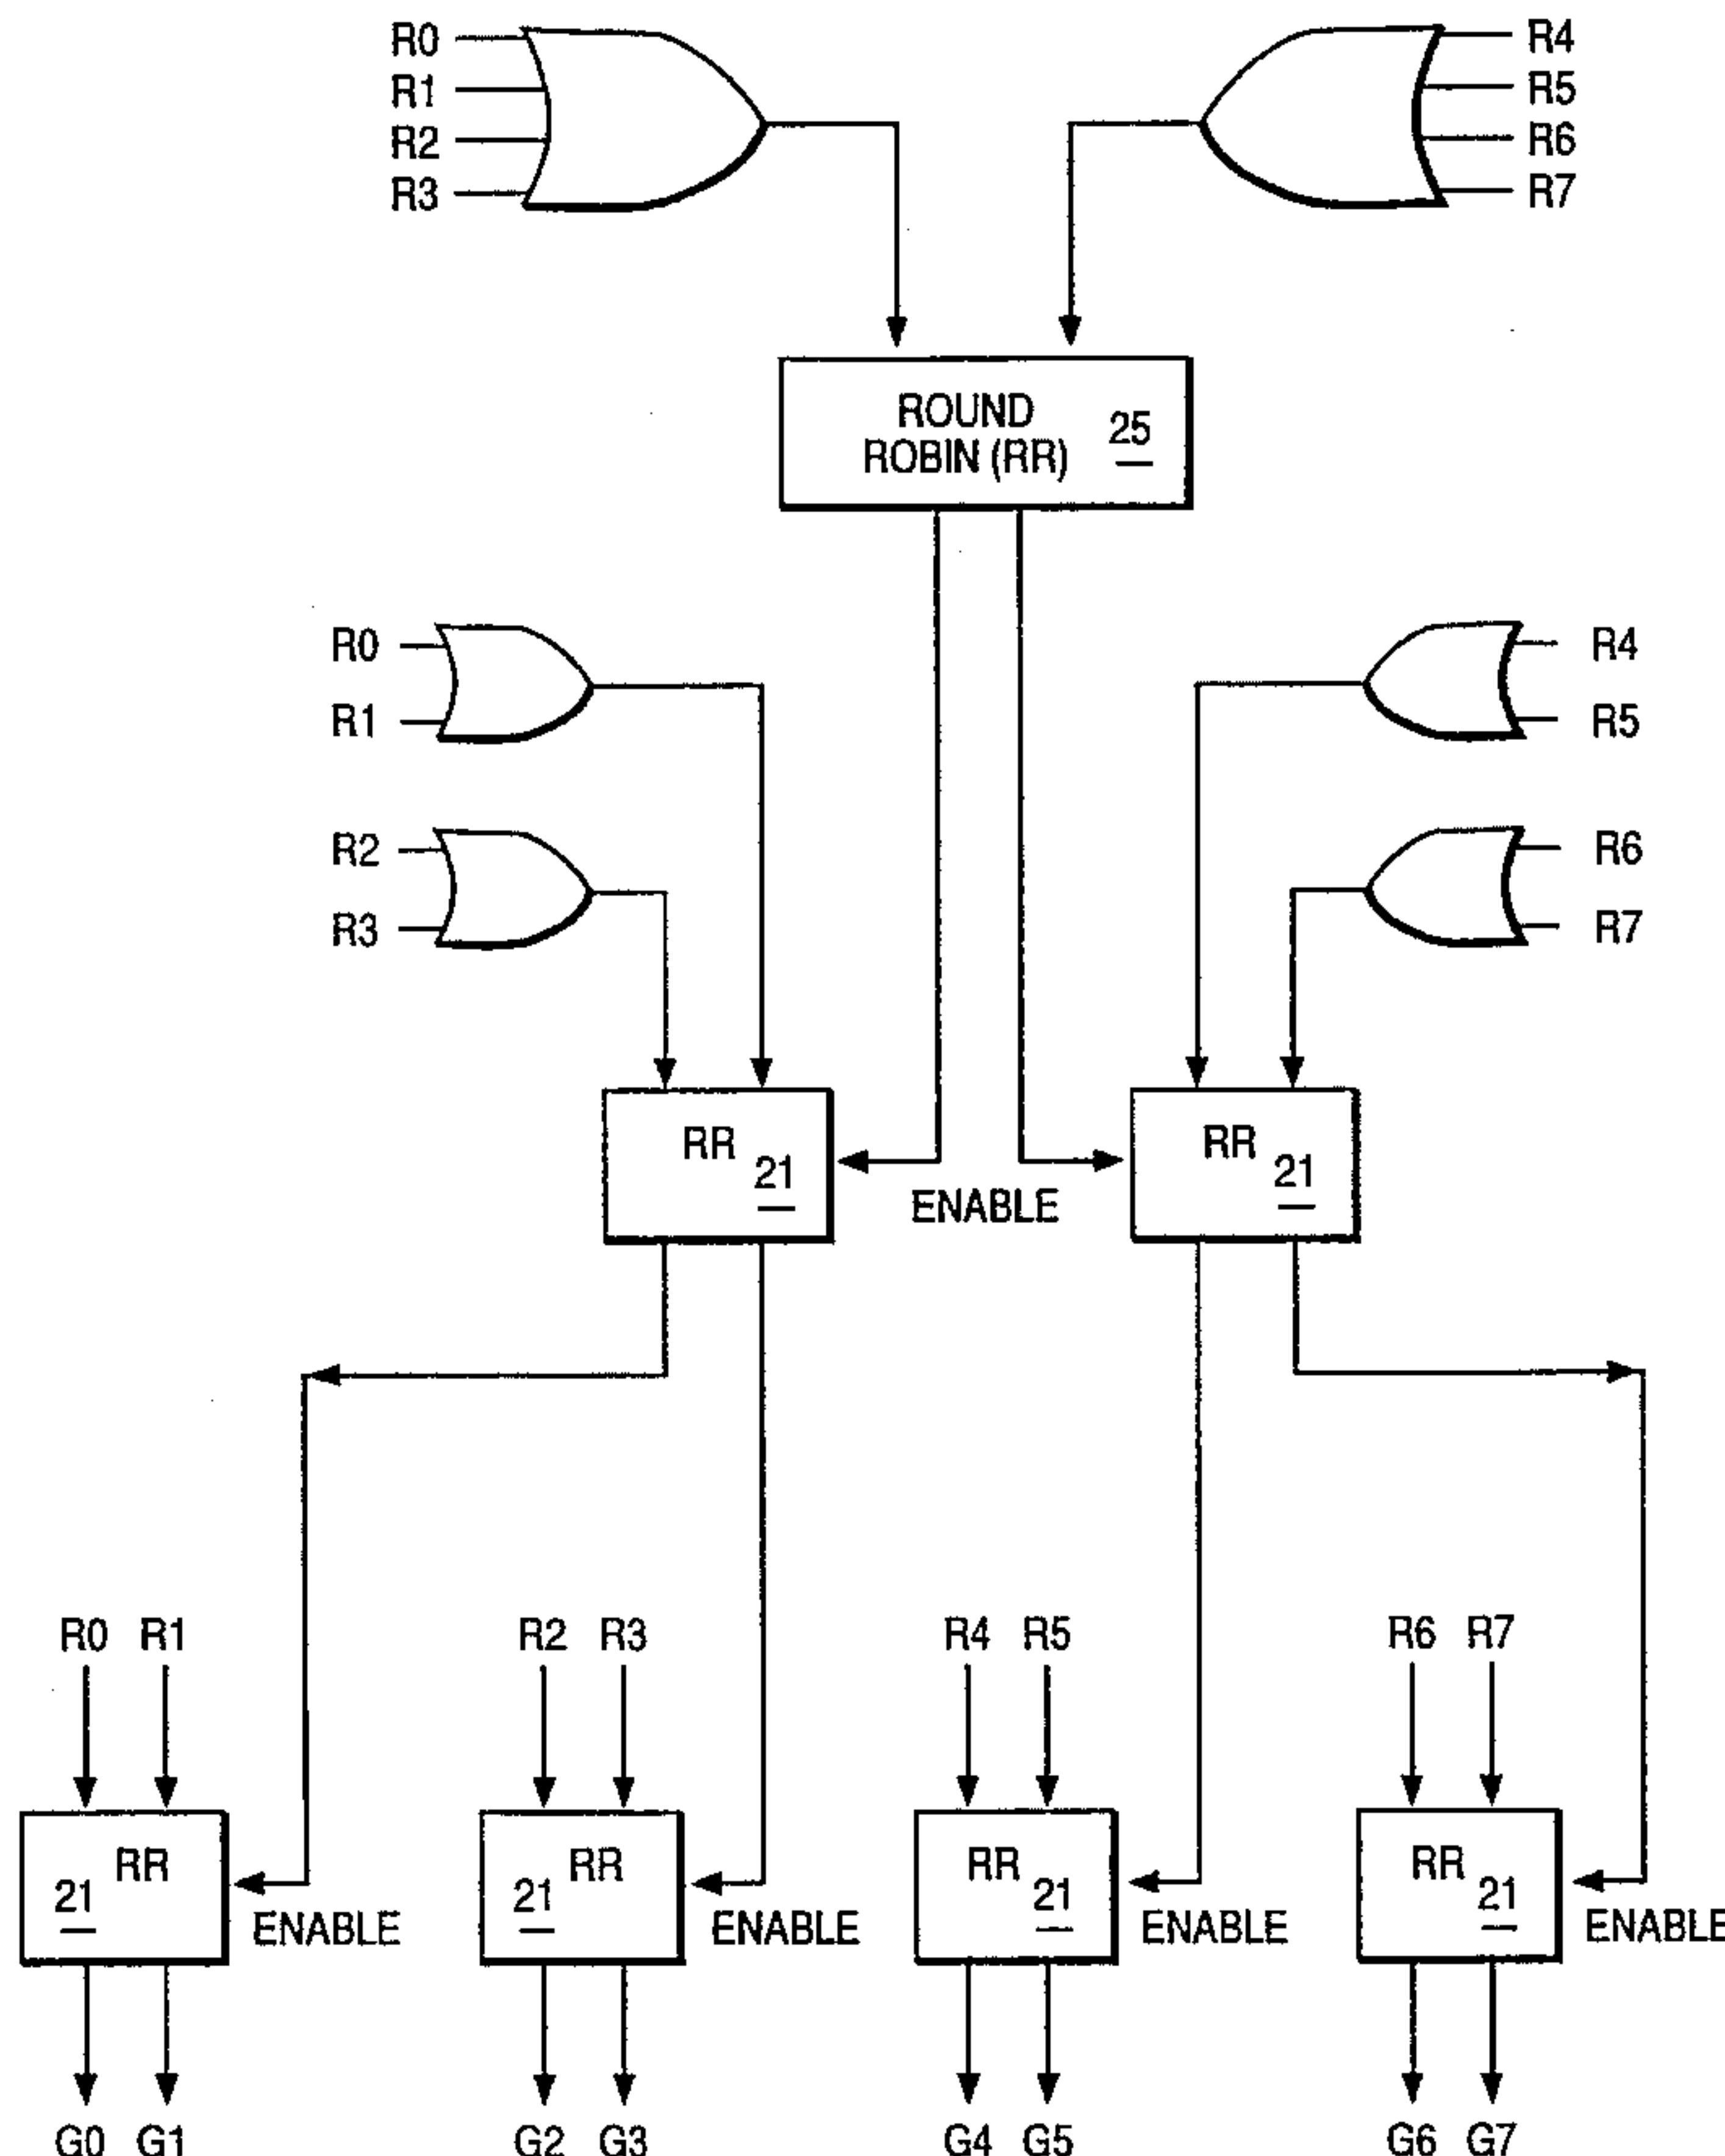 R0
R1
R2
R3
R4
R5
R6
R7
ROUND
ROBIN (RR)
25
R0
R1
R2
R3
R4
R5
R6
R7
RR
21
ENABLE
RR
21
R0 R1
R2 R3
R4 R5
R6 R7
RR
21
ENABLE
RR
21
ENABLE
RR
21
ENABLE
RR
21
ENABLE
G0 G1
G2 G3
G4 G5
G6 G7